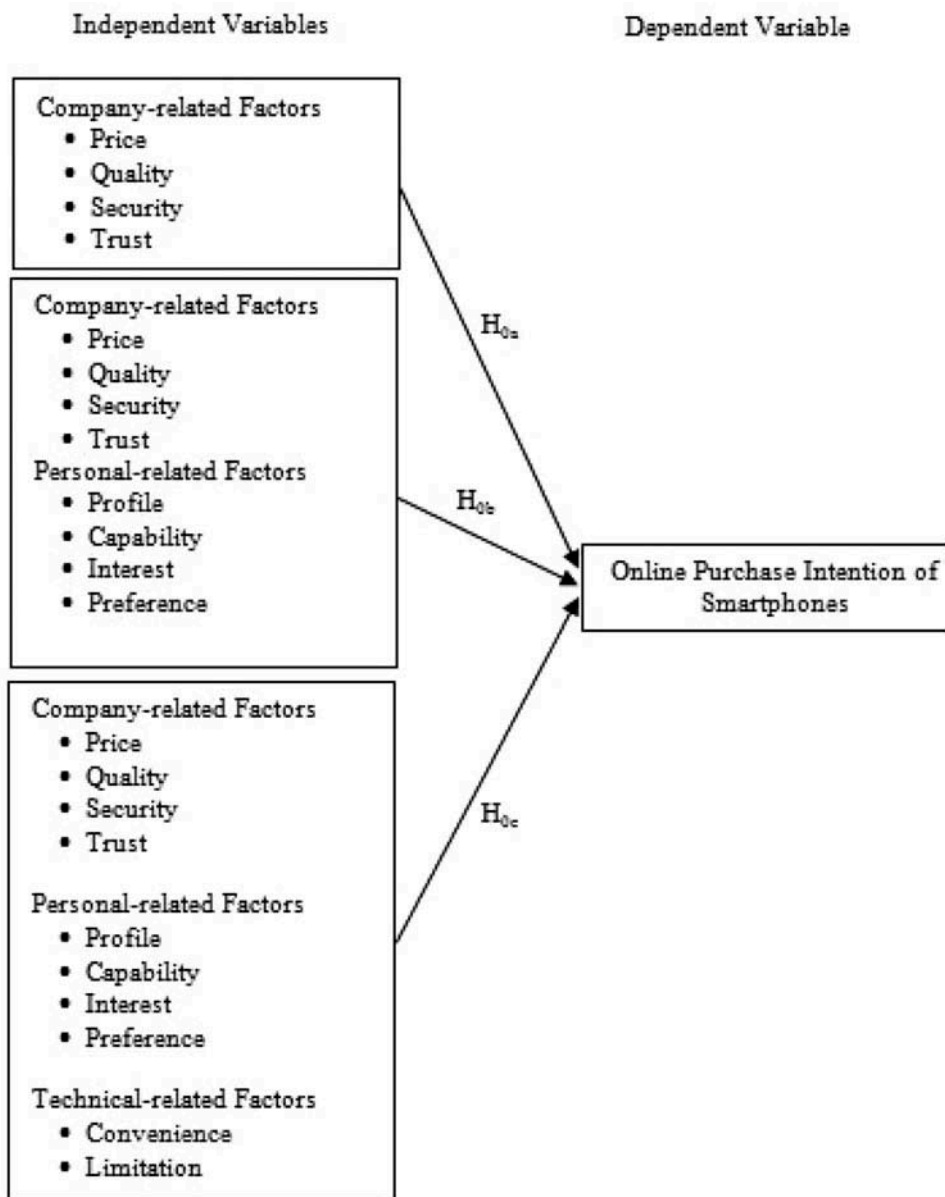 Independent Variables
Dependent Variable
Company-related Factors
• Price
• Quality
• Security
• Trust
Company-related Factors
• Price
• Quality
• Security
• Trust
Personal-related Factors
• Profile
• Capability
• Interest
• Preference
Company-related Factors
• Price
• Quality
• Security
• Trust
Personal-related Factors
• Profile
• Capability
• Interest
• Preference
Technical-related Factors
• Convenience
• Limitation
H0a
H0b
H0c
Online Purchase Intention of
Smartphones